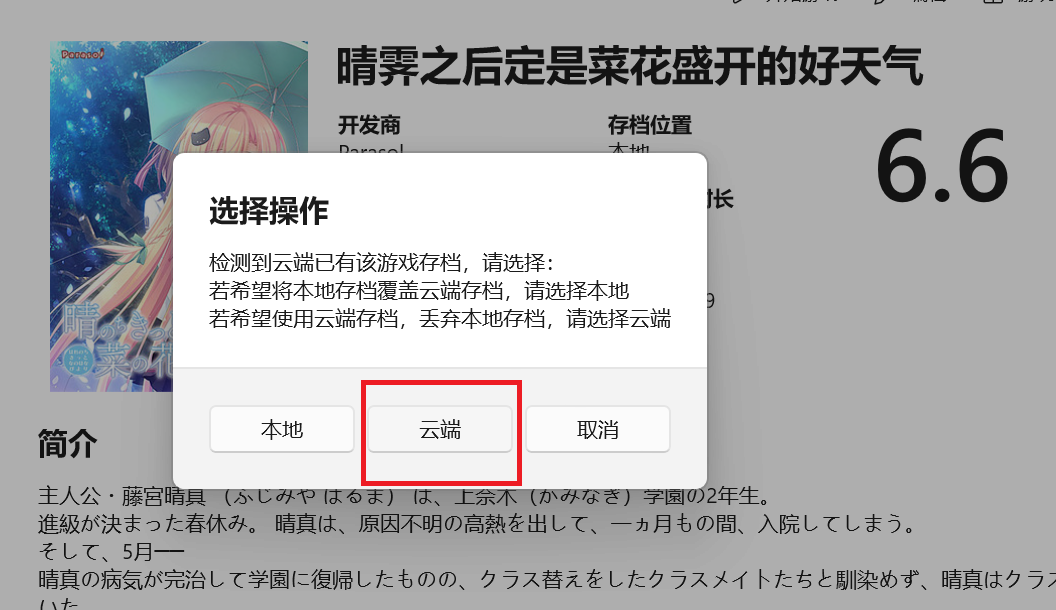 Parasol
晴霁之后定是菜花盛开的好天气
开发商
存档位置
Parasol
本地
6.6
时长
选择操作
检测到云端已有该游戏存档，请选择：
若希望将本地存档覆盖云端存档，请选择本地
若希望使用云端存档，丢弃本地存档，请选择云端
9
本地
云端
取消
简介
主人公・藤宮晴真 （ふじみや はるま） は、上奈木（かみなぎ）学園の2年生。
進級が決まった春休み。 晴真は、原因不明の高熱を出して、一ヵ月もの間、入院してしまう。
そして、5月──
晴真の病気が完治して学園に復帰したものの、クラス替えをしたクラスメイトたちと馴染めず、晴真はクラス
いた